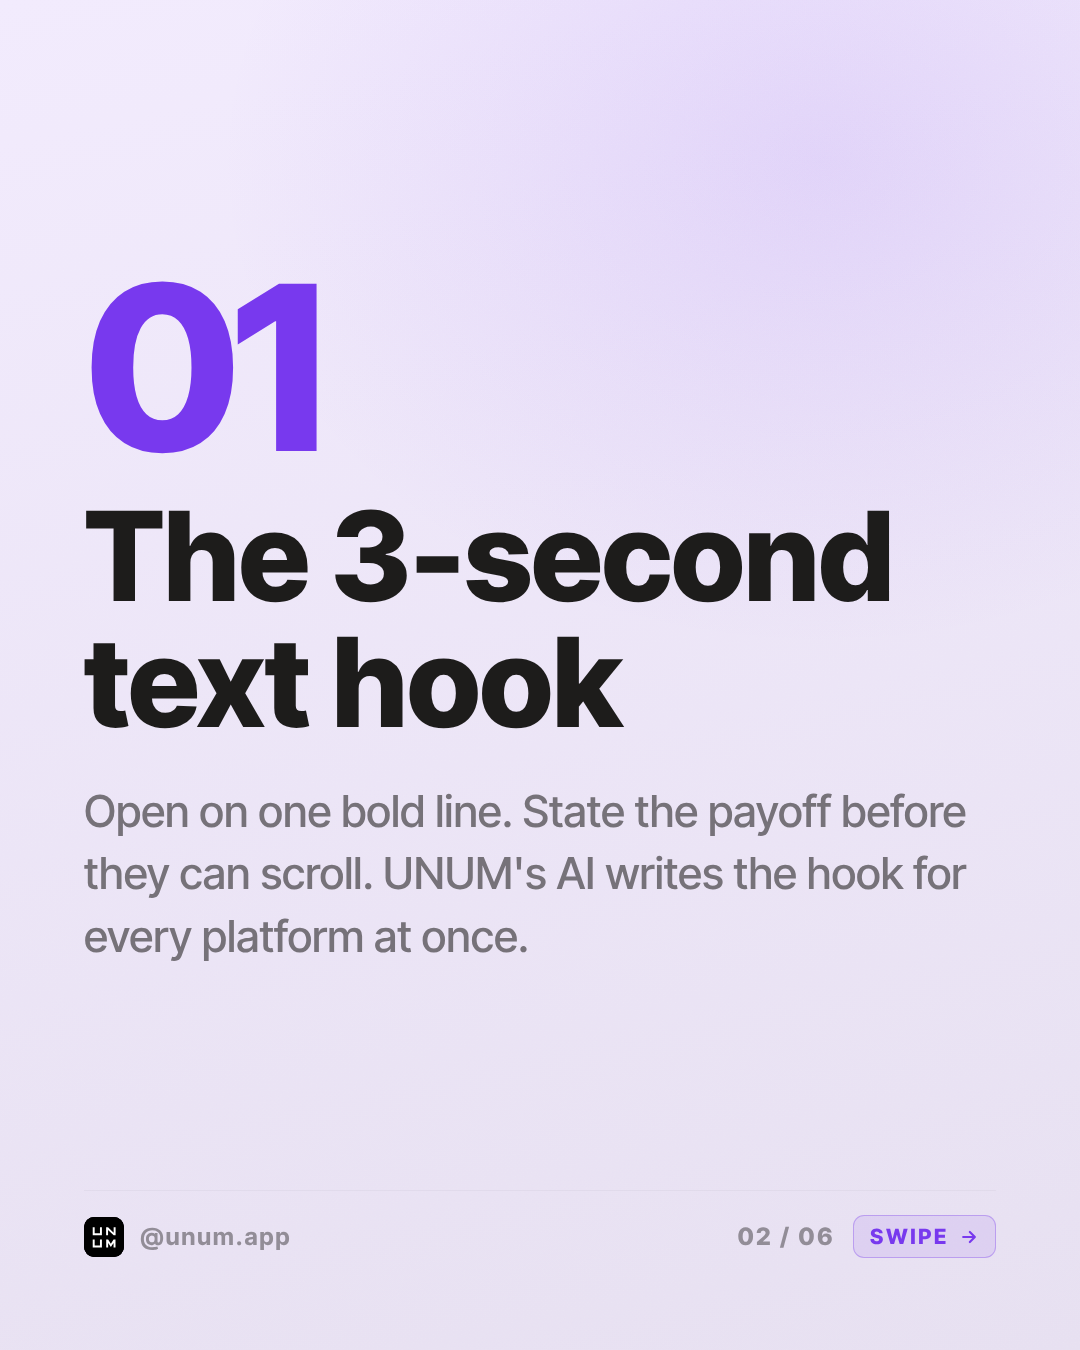 01
The 3-second
text hook
Open on one bold line. State the payoff before
they can scroll. UNUM's AI writes the hook for
every platform at once.
UN
UM
@unum.app
02 / 06
SWIPE →